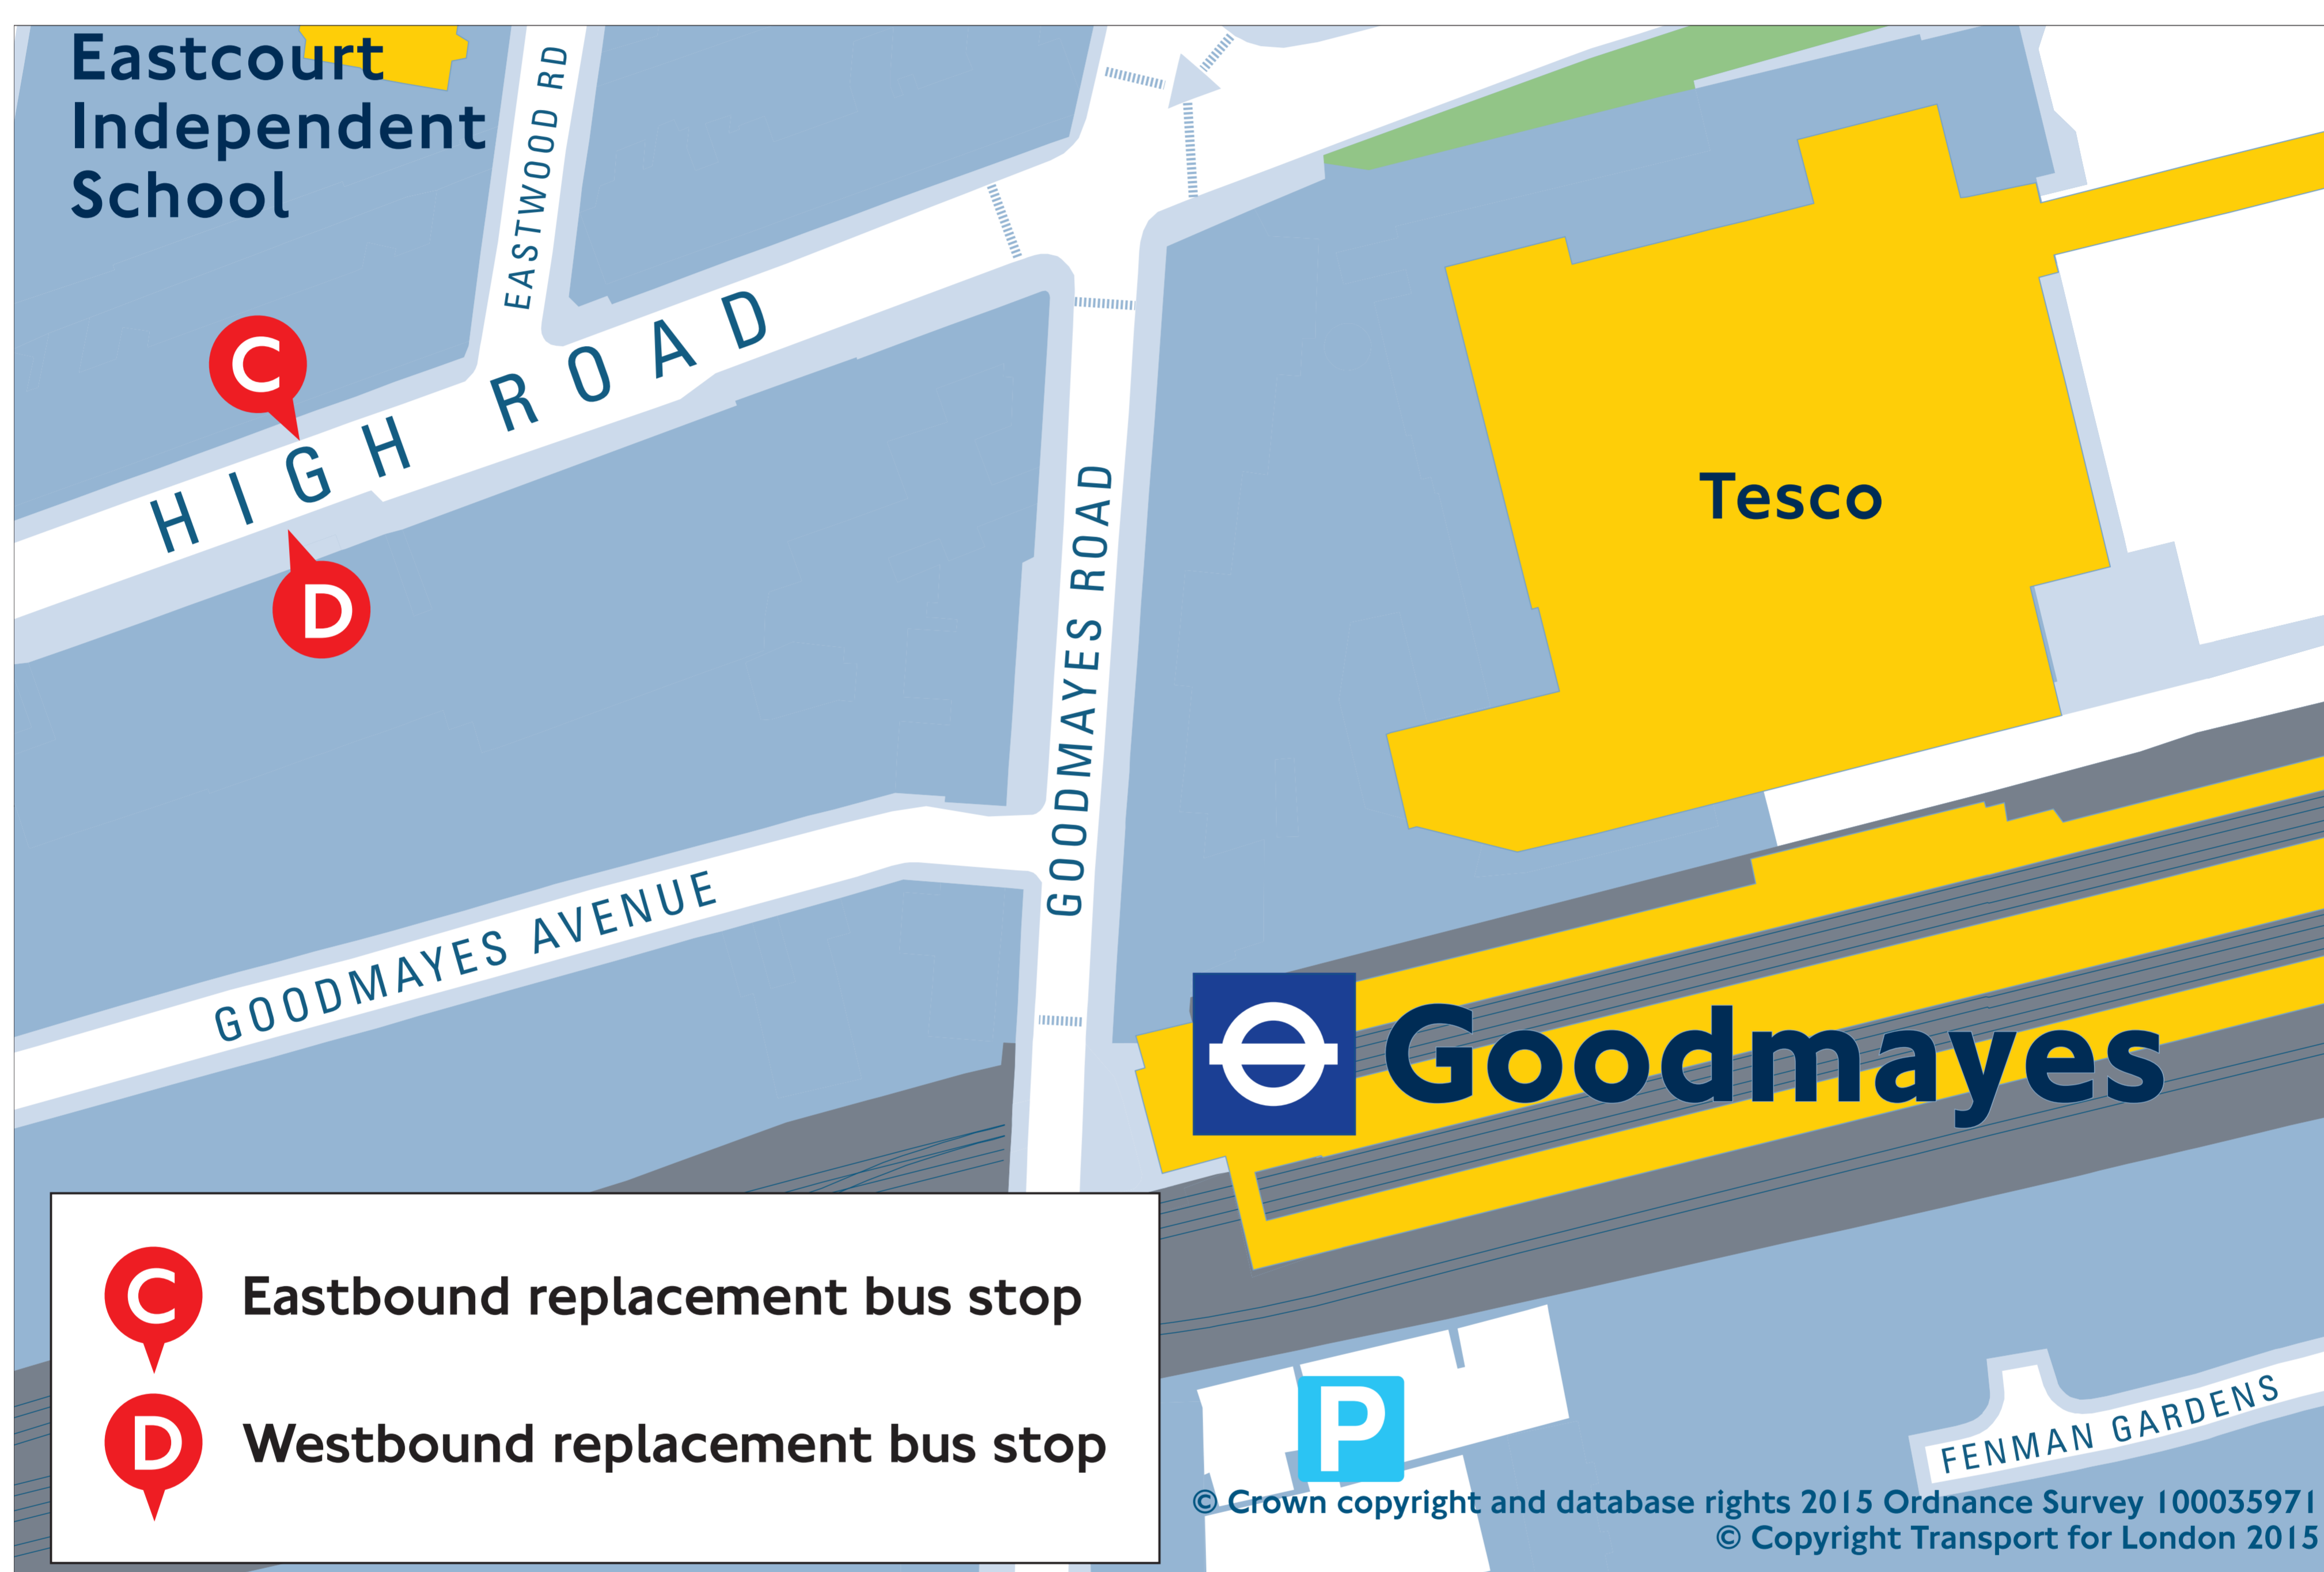 Eastcourt
Independent
School
EASTWOOD RD
C
HIGH ROAD
D
GOODMAYES ROAD
Tesco
GOODMAYES AVENUE
Goodmayes
C Eastbound replacement bus stop
D Westbound replacement bus stop
P
FENMAN GARDENS
© Crown copyright and database rights 2015 Ordnance Survey 100035971
© Copyright Transport for London 2015